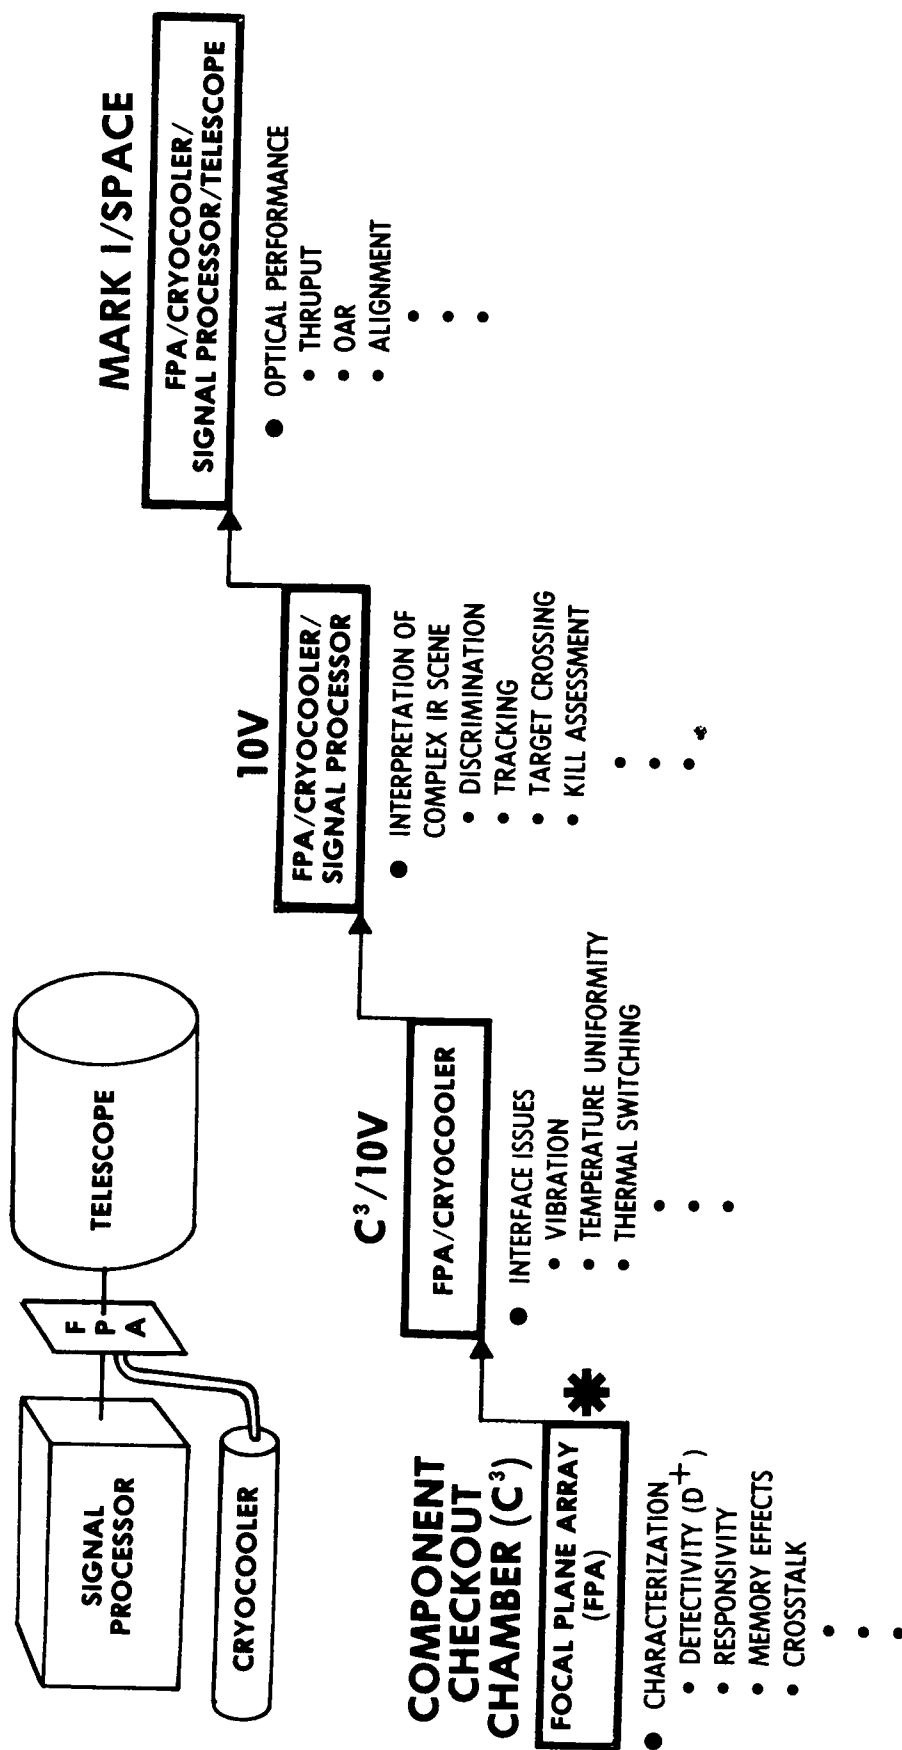 SIGNAL
PROCESSOR
F
P
A
TELESCOPE
CRYOCOOLER
COMPONENT
CHECKOUT
CHAMBER (C³)
FOCAL PLANE ARRAY
(FPA)
*
● CHARACTERIZATION
• DETECTIVITY (D⁺)
• RESPONSIVITY
• MEMORY EFFECTS
• CROSSTALK
•
•
•
C³/10V
FPA/CRYOCOOLER
● INTERFACE ISSUES
• VIBRATION
• TEMPERATURE UNIFORMITY
• THERMAL SWITCHING
•
•
•
10V
FPA/CRYOCOOLER/
SIGNAL PROCESSOR
● INTERPRETATION OF
COMPLEX IR SCENE
• DISCRIMINATION
• TRACKING
• TARGET CROSSING
• KILL ASSESSMENT
•
•
•
MARK I/SPACE
FPA/CRYOCOOLER/
SIGNAL PROCESSOR/TELESCOPE
● OPTICAL PERFORMANCE
• THRUPUT
• OAR
• ALIGNMENT
•
•
•